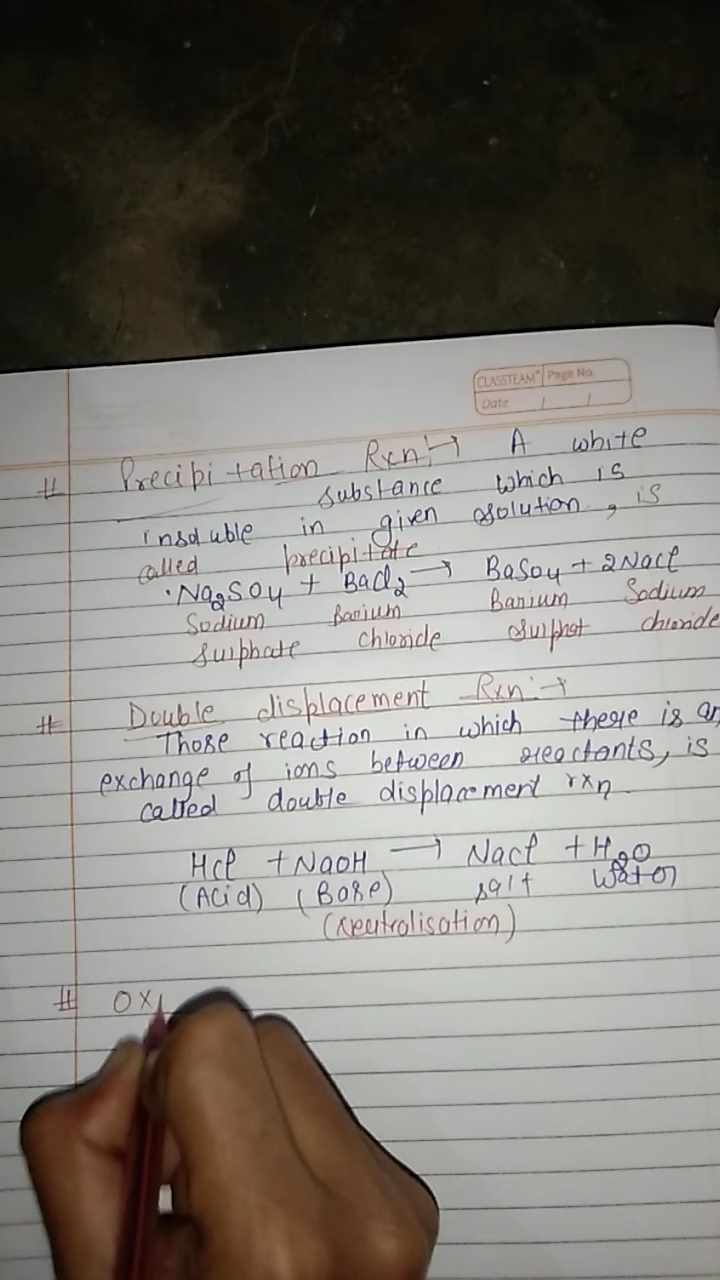 CLASSTEAM Page No.
Date / /
# Precipitation Rxn:→ A white
substance which is
insoluble in given solution, is
called precipitate
Na2SO4 + BaCl2 → BaSO4 + 2NaCl
Sodium Barium Barium Sodium
Sulphate Chloride Sulphat chloride
# Double displacement Rxn:→
Those reaction in which there is an
exchange of ions between reactants, is
called double displacement rxn.
HCl + NaOH → NaCl + H2O
(Acid) (Base) salt Water
(Neutralisation)
# OXI